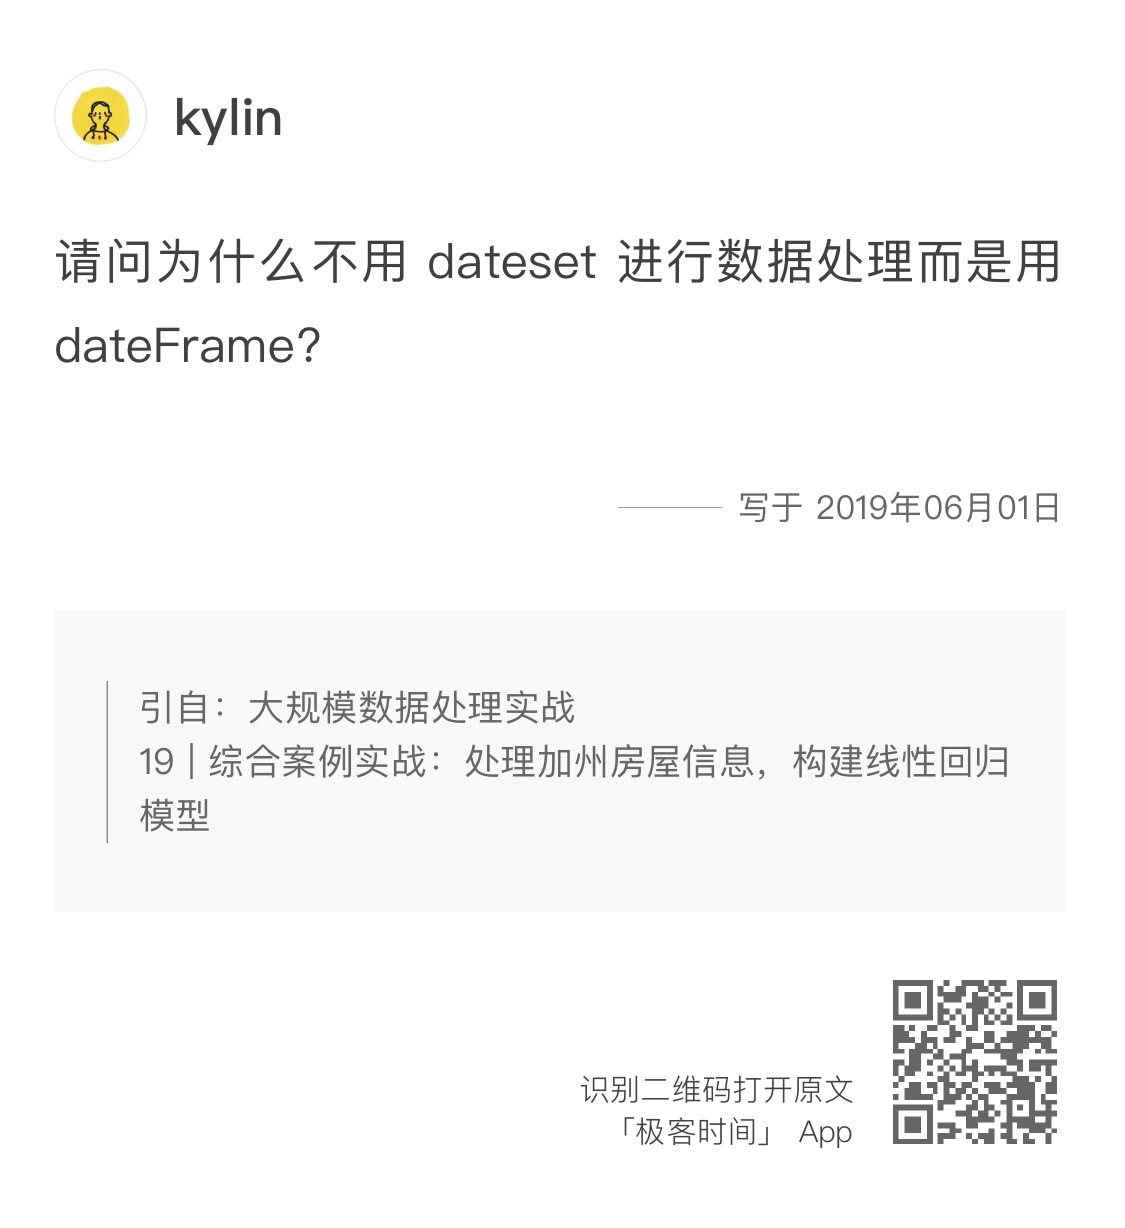 kylin
请问为什么不用 dateset 进行数据处理而是用
dateFrame?
写于 2019年06月01日
引自：大规模数据处理实战
19 | 综合案例实战：处理加州房屋信息，构建线性回归
模型
识别二维码打开原文
「极客时间」 App